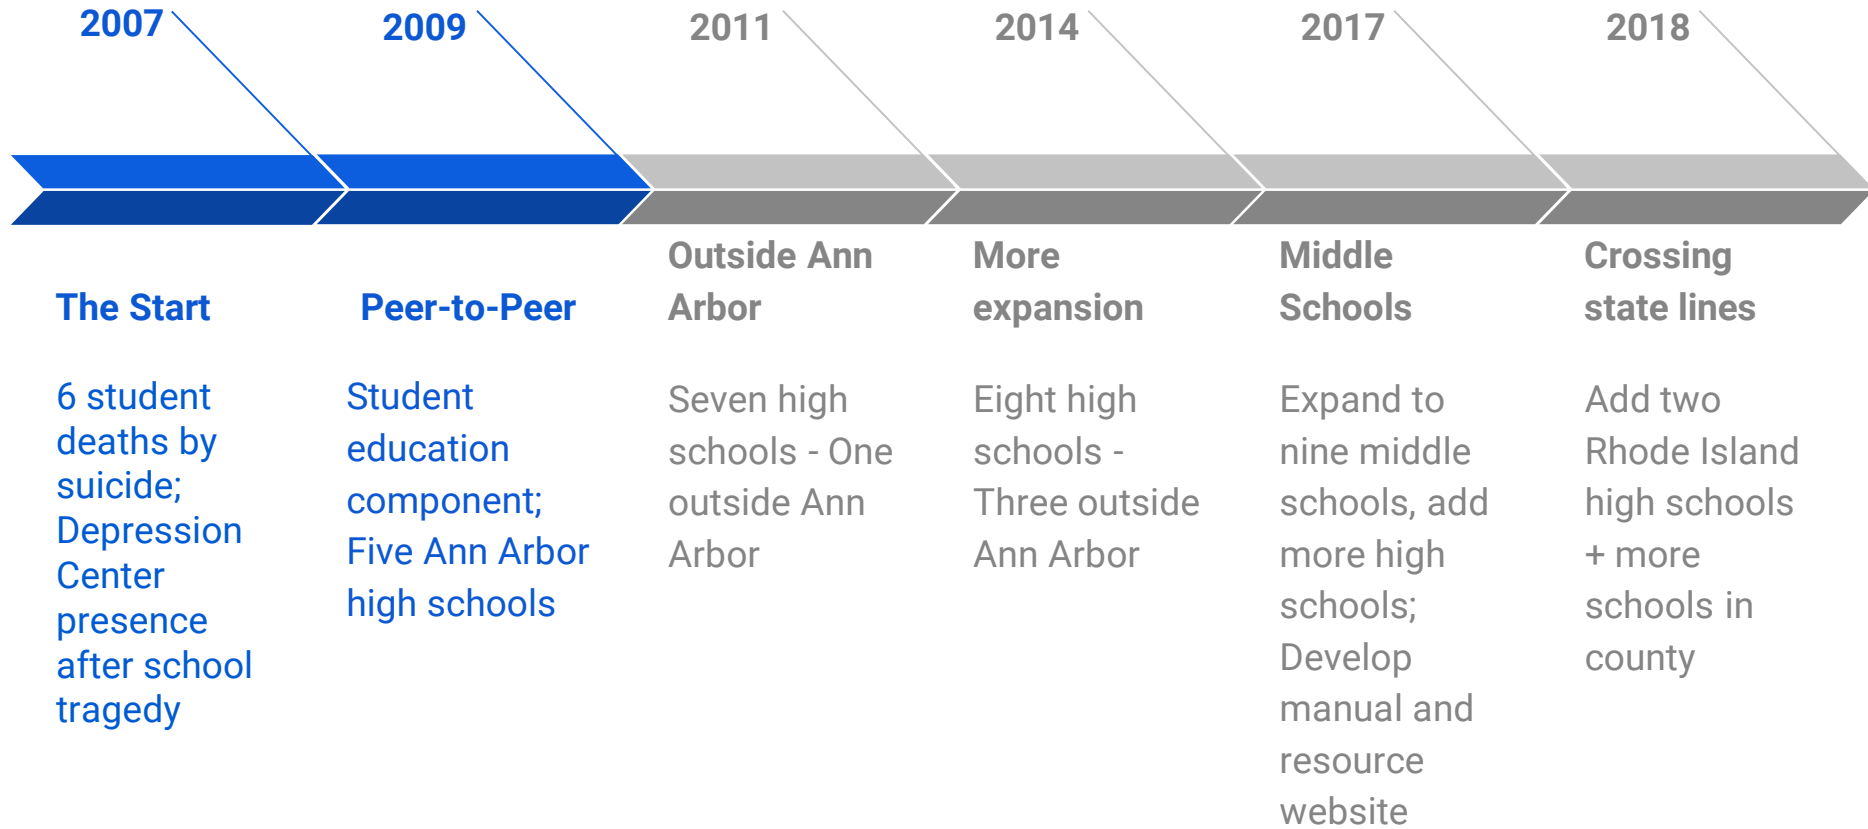 2007
2009
2011
2014
2017
2018
The Start
Peer-to-Peer
Outside Ann
Arbor
More
expansion
Middle
Schools
Crossing
state lines
6 student
deaths by
suicide;
Depression
Center
presence
after school
tragedy
Student
education
component;
Five Ann Arbor
high schools
Seven high
schools - One
outside Ann
Arbor
Eight high
schools -
Three outside
Ann Arbor
Expand to
nine middle
schools, add
more high
schools;
Develop
manual and
resource
website
Add two
Rhode Island
high schools
+ more
schools in
county